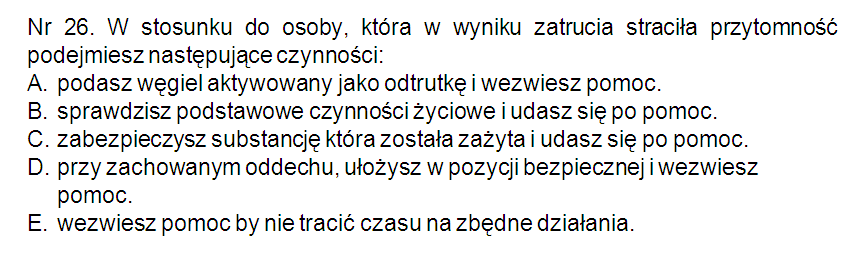 Nr 26. W stosunku do osoby, która w wyniku zatrucia straciła przytomność
podejmiesz następujące czynności:
A. podasz węgiel aktywowany jako odtrutkę i wezwiesz pomoc.
B. sprawdzisz podstawowe czynności życiowe i udasz się po pomoc.
C. zabezpieczysz substancję która została zażyta i udasz się po pomoc.
D. przy zachowanym oddechu, ułożysz w pozycji bezpiecznej i wezwiesz
pomoc.
E. wezwiesz pomoc by nie tracić czasu na zbędne działania.